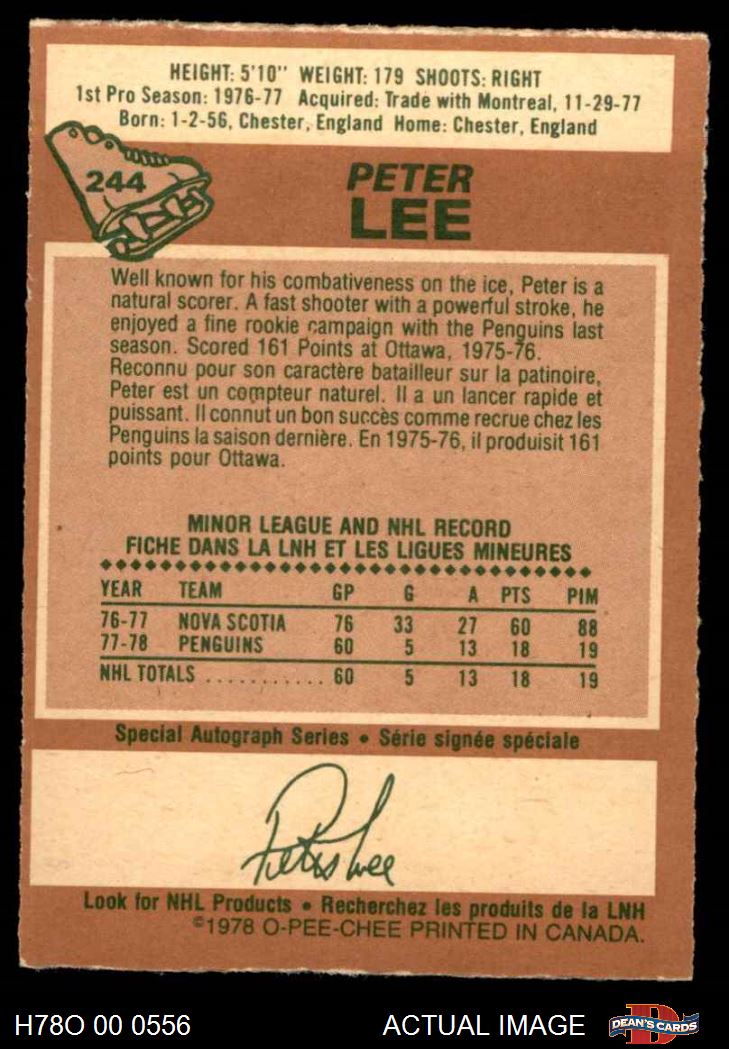 HEIGHT: 5'10" WEIGHT: 179 SHOOTS: RIGHT
1st Pro Season: 1976-77 Acquired: Trade with Montreal, 11-29-77
Born: 1-2-56, Chester, England Home: Chester, England
244
PETER
LEE
Well known for his combativeness on the ice, Peter is a
natural scorer. A fast shooter with a powerful stroke, he
enjoyed a fine rookie campaign with the Penguins last
season. Scored 161 Points at Ottawa, 1975-76.
Reconnu pour son caractère batailleur sur la patinoire,
Peter est un compteur naturel. Il a un lancer rapide et
puissant. Il connut un bon succès comme recrue chez les
Penguins la saison dernière. En 1975-76, il produisit 161
points pour Ottawa.
MINOR LEAGUE AND NHL RECORD
FICHE DANS LA LNH ET LES LIGUES MINEURES
YEAR TEAM GP G A PTS PIM
76-77 NOVA SCOTIA 76 33 27 60 88
77-78 PENGUINS 60 5 13 18 19
NHL TOTALS ............ 60 5 13 18 19
Special Autograph Series • Série signée spéciale
Peter Lee
Look for NHL Products • Recherchez les produits de la LNH
©1978 O-PEE-CHEE PRINTED IN CANADA.
H78O 00 0556 ACTUAL IMAGE DEAN'S CARDS